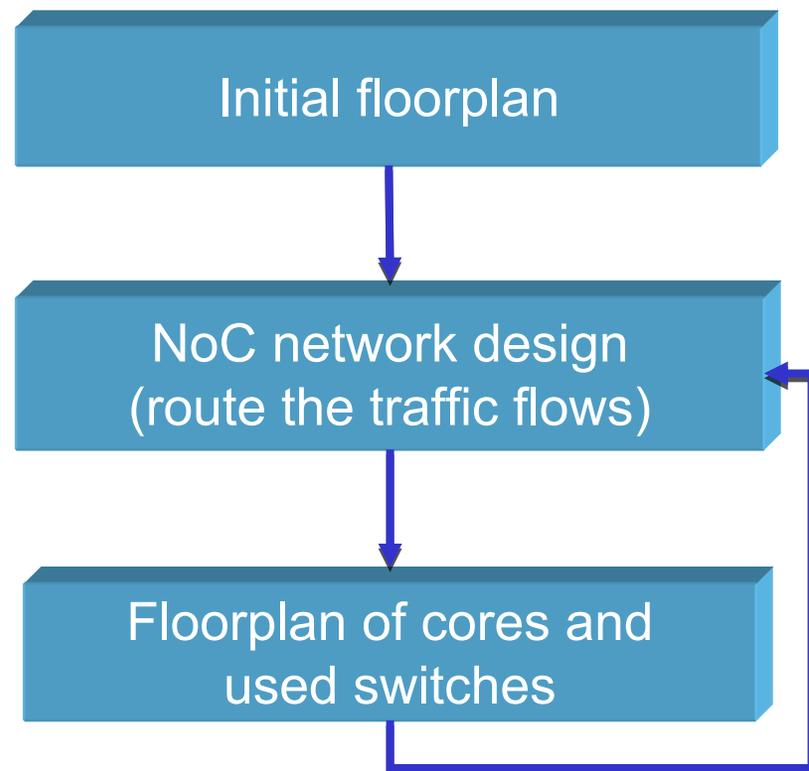 Initial floorplan
NoC network design
(route the traffic flows)
Floorplan of cores and
used switches